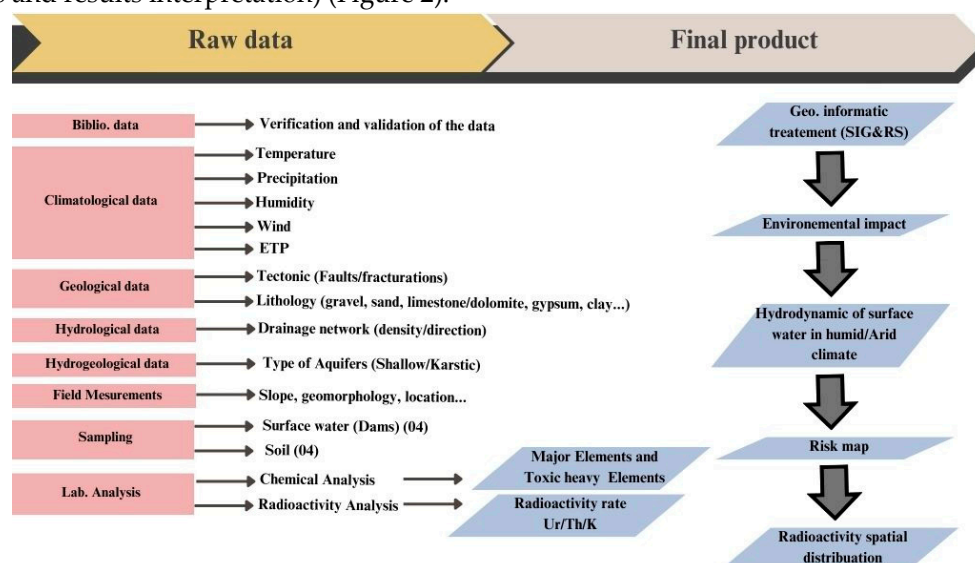 s and results interpretation) (Figure 2).
Raw data
Final product
Biblio. data
Verification and validation of the data
Climatological data
Temperature
Precipitation
Humidity
Wind
ETP
Geological data
Tectonic (Faults/fracturations)
Lithology (gravel, sand, limestone/dolomite, gypsum, clay...)
Hydrological data
Drainage network (density/direction)
Hydrogeological data
Type of Aquifers (Shallow/Karstic)
Field Mesurements
Slope, geomorphology, location...
Sampling
Surface water (Dams) (04)
Soil (04)
Lab. Analysis
Chemical Analysis
Radioactivity Analysis
Major Elements and
Toxic heavy Elements
Radioactivity rate
Ur/Th/K
Geo. informatic
treatement (SIG&RS)
Environemental impact
Hydrodynamic of surface
water in humid/Arid
climate
Risk map
Radioactivity spatial
distribuation